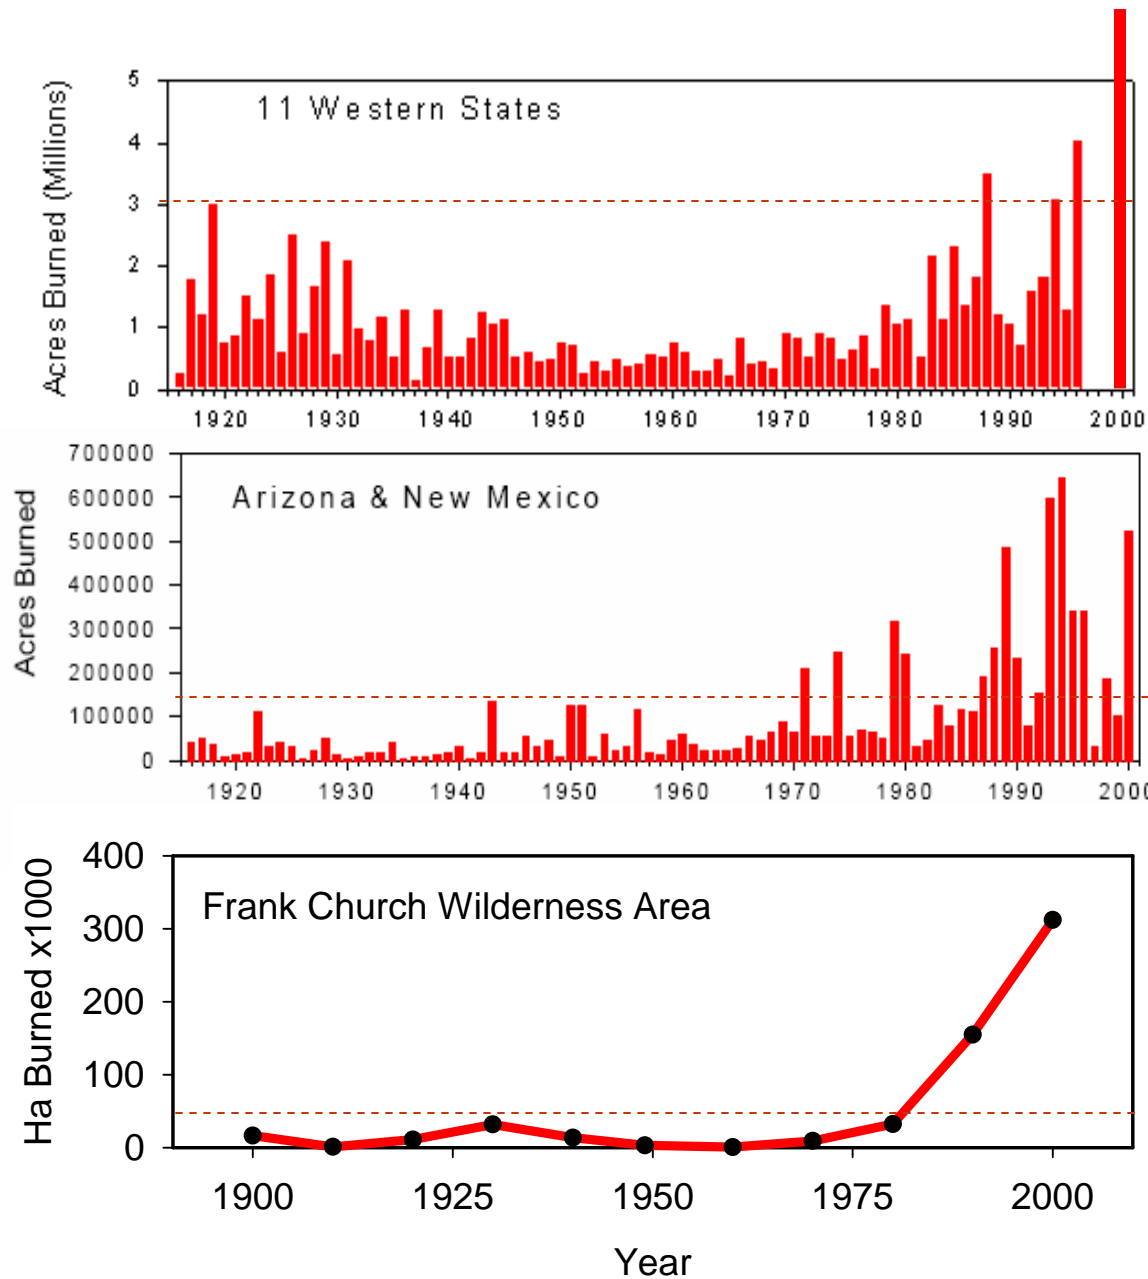 5
4
3
2
1
0
Acres Burned (Millions)
11 Western States
1920 1930 1940 1950 1960 1970 1980 1990 2000
700000
600000
500000
400000
300000
200000
100000
0
Acres Burned
Arizona & New Mexico
1920 1930 1940 1950 1960 1970 1980 1990 200
400
300
200
100
0
Ha Burned x1000
Frank Church Wilderness Area
1900 1925 1950 1975 2000
Year